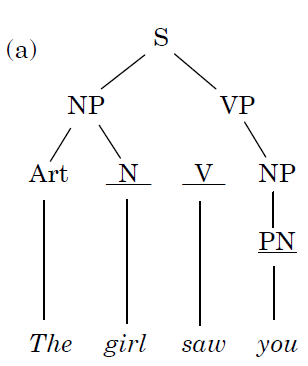 (a)
S
NP VP
Art N V NP
PN
The girl saw you